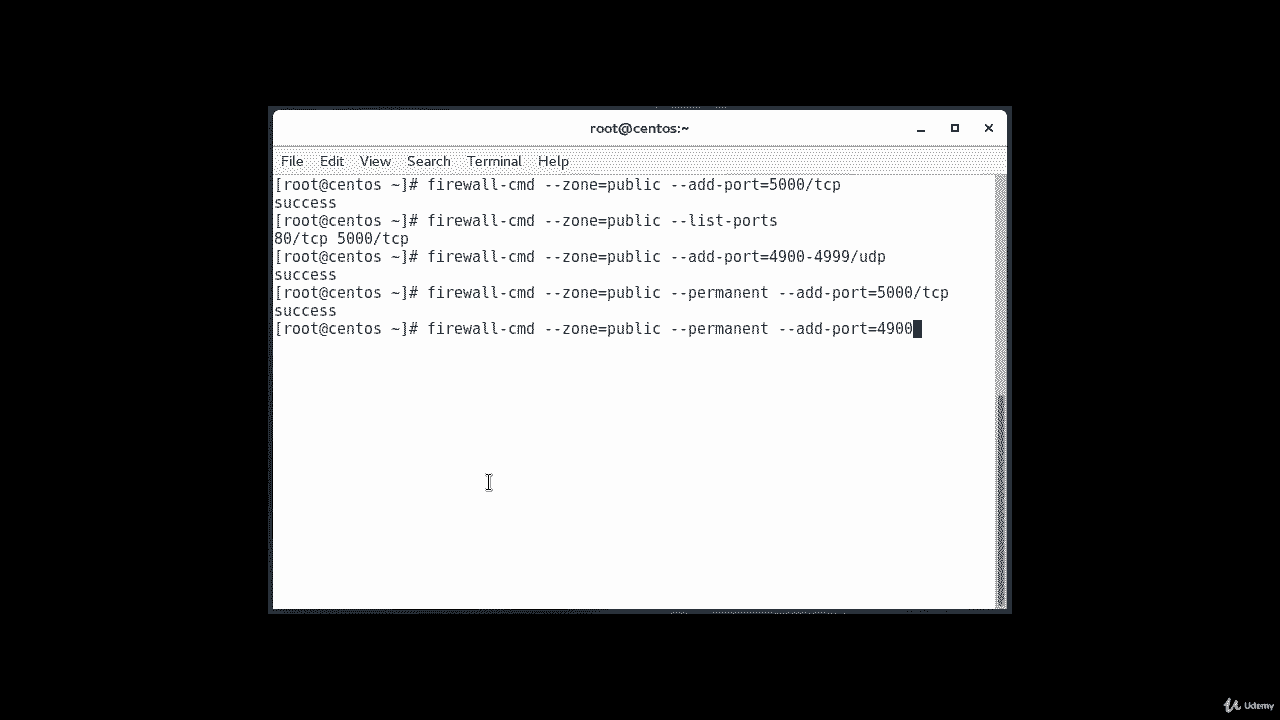 root@centos:~
File Edit View Search Terminal Help
[root@centos ~]# firewall-cmd --zone=public --add-port=5000/tcp
success
[root@centos ~]# firewall-cmd --zone=public --list-ports
80/tcp 5000/tcp
[root@centos ~]# firewall-cmd --zone=public --add-port=4900-4999/udp
success
[root@centos ~]# firewall-cmd --zone=public --permanent --add-port=5000/tcp
success
[root@centos ~]# firewall-cmd --zone=public --permanent --add-port=4900
Udemy